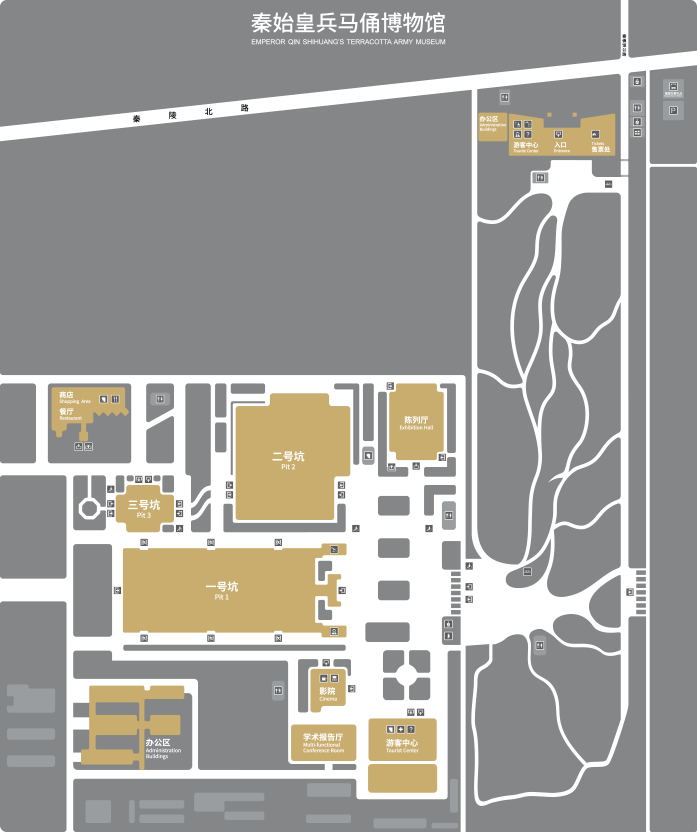 秦始皇兵马俑博物馆
EMPEROR QIN SHIHUANG'S TERRACOTTA ARMY MUSEUM
秦陵北路
办公区
Administration
Buildings
游客中心
Tourist Center
入口
Entrance
Tickets
售票处
商店
Shopping Area
餐厅
Restaurant
二号坑
Pit 2
陈列厅
Exhibition Hall
三号坑
Pit 3
一号坑
Pit 1
影院
Cinema
学术报告厅
Multi-functional
Conference Room
游客中心
Tourist Center
办公区
Administration
Buildings